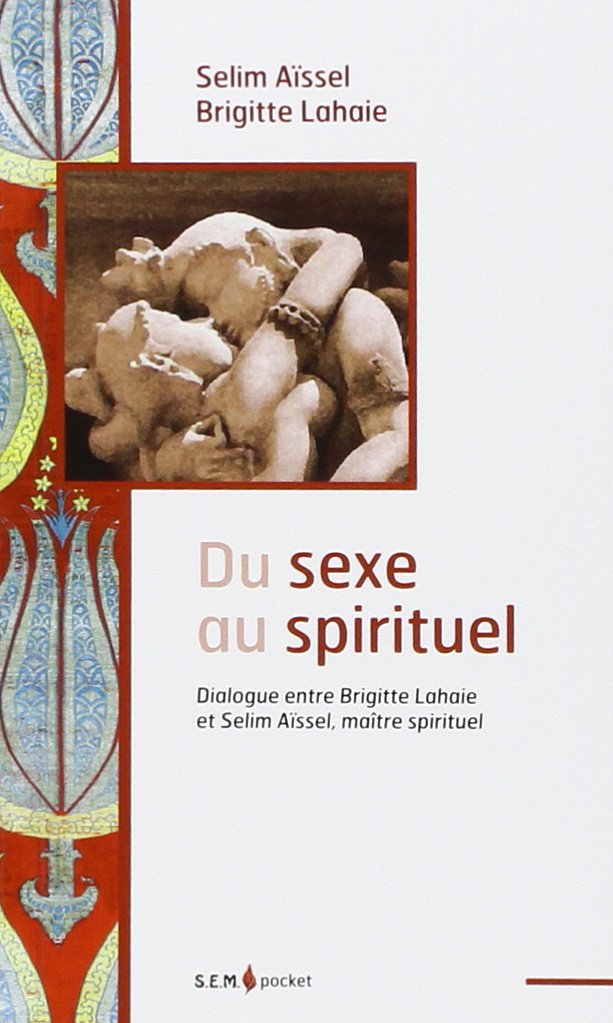 Selim Aïssel
Brigitte Lahaie
Du sexe
au spirituel
Dialogue entre Brigitte Lahaie
et Selim Aïssel, maître spirituel
S.E.M. pocket